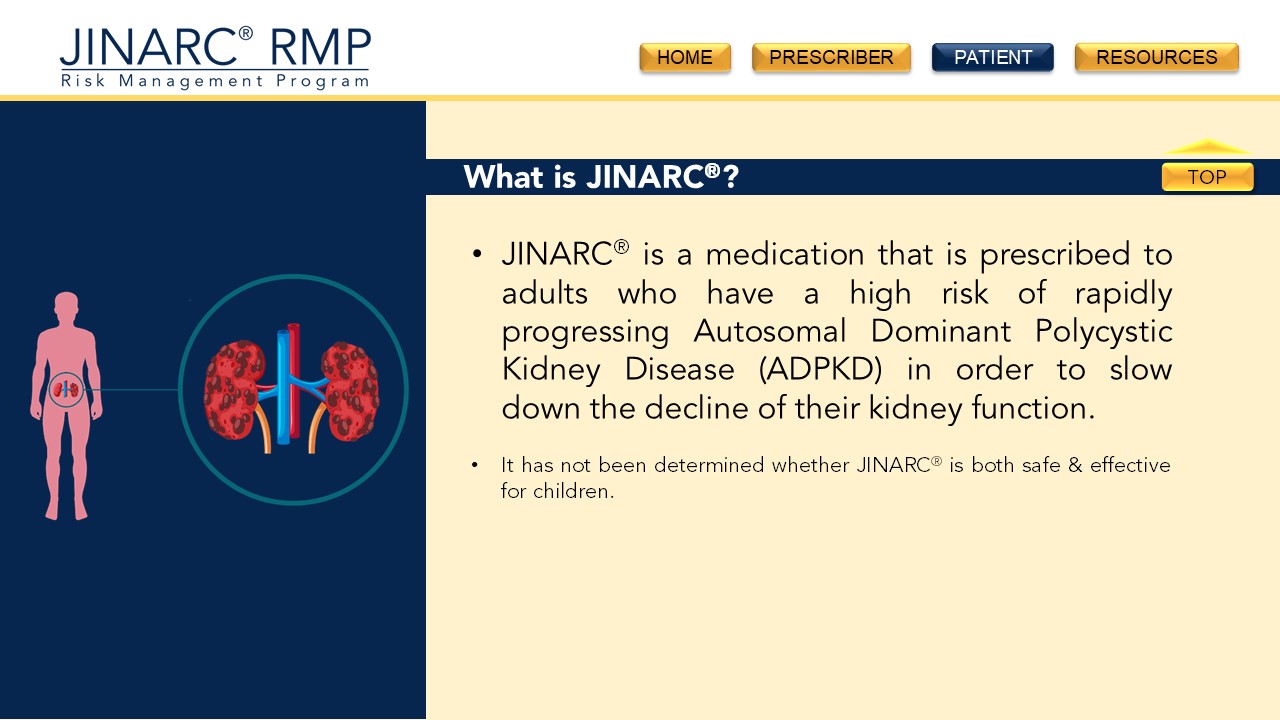 JINARC® RMP
Risk Management Program
HOME
PRESCRIBER
PATIENT
RESOURCES
What is JINARC®?
TOP
• JINARC® is a medication that is prescribed to
adults who have a high risk of rapidly
progressing Autosomal Dominant Polycystic
Kidney Disease (ADPKD) in order to slow
down the decline of their kidney function.
• It has not been determined whether JINARC® is both safe & effective
for children.